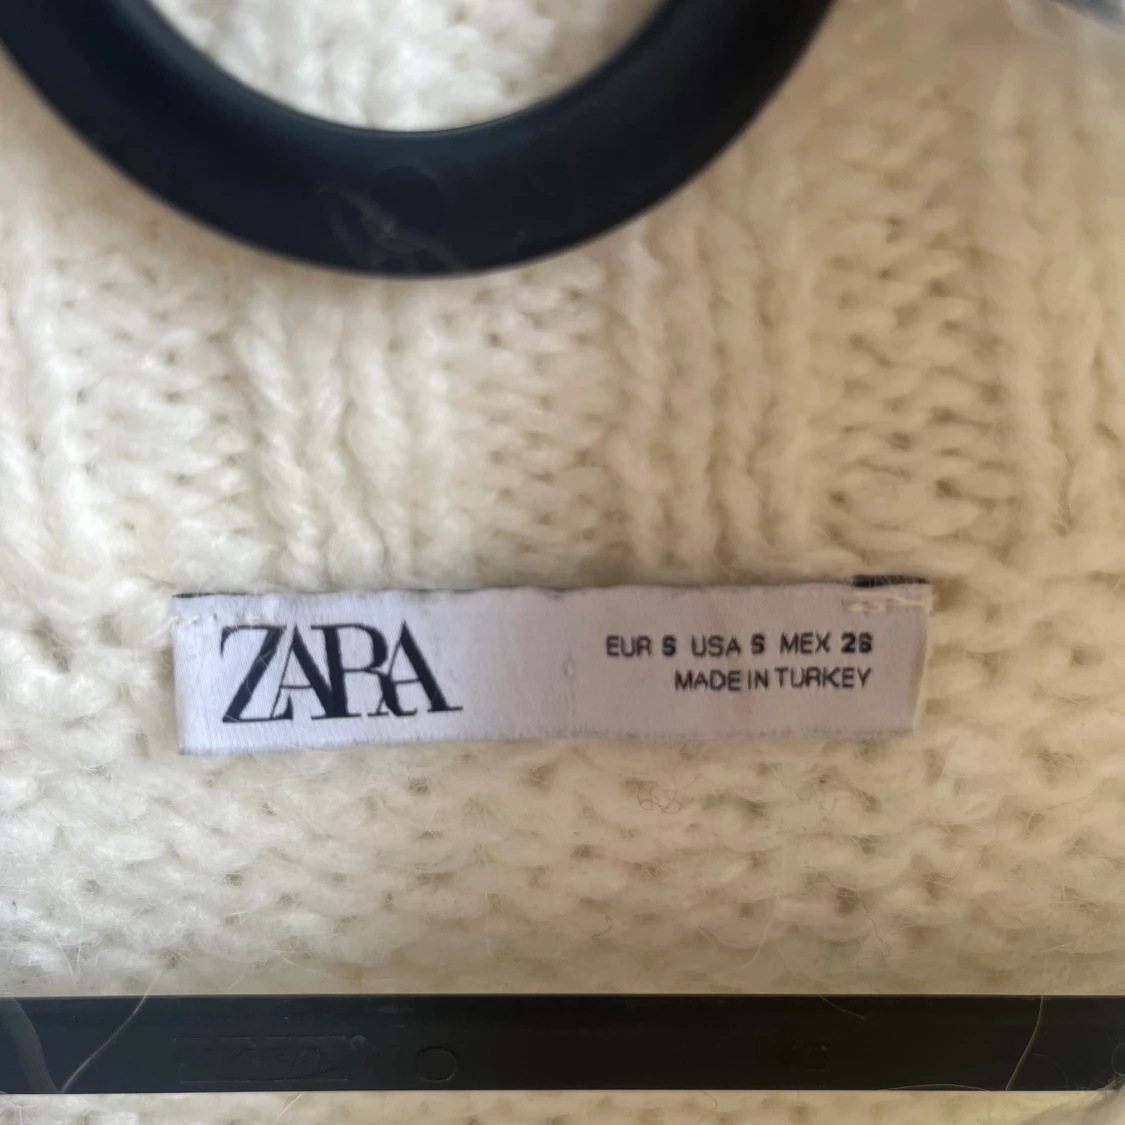 ZARA
EUR S USA S MEX 26
MADE IN TURKEY